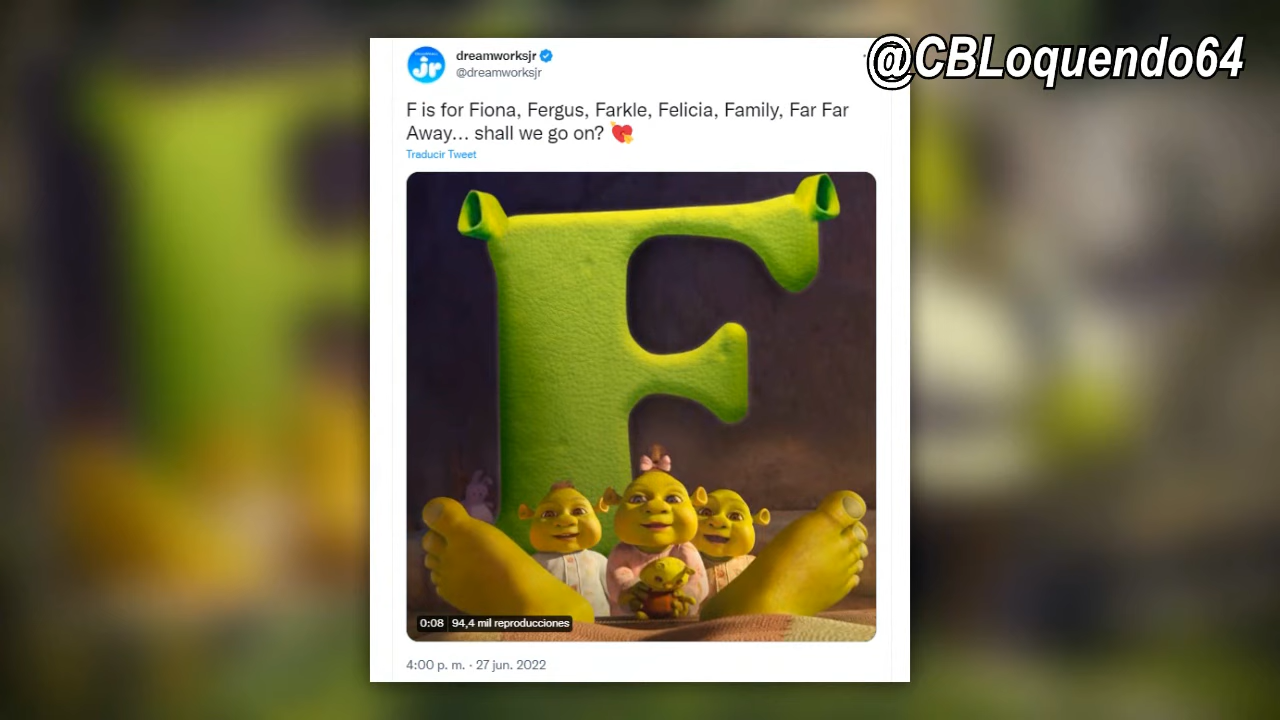 @CBLoquendo64
dreamworksjr
jr
@dreamworksjr
F is for Fiona, Fergus, Farkle, Felicia, Family, Far Far
Away... shall we go on? 💘
Traducir Tweet
F
0:08 94,4 mil reproducciones
4:00 p. m. · 27 jun. 2022